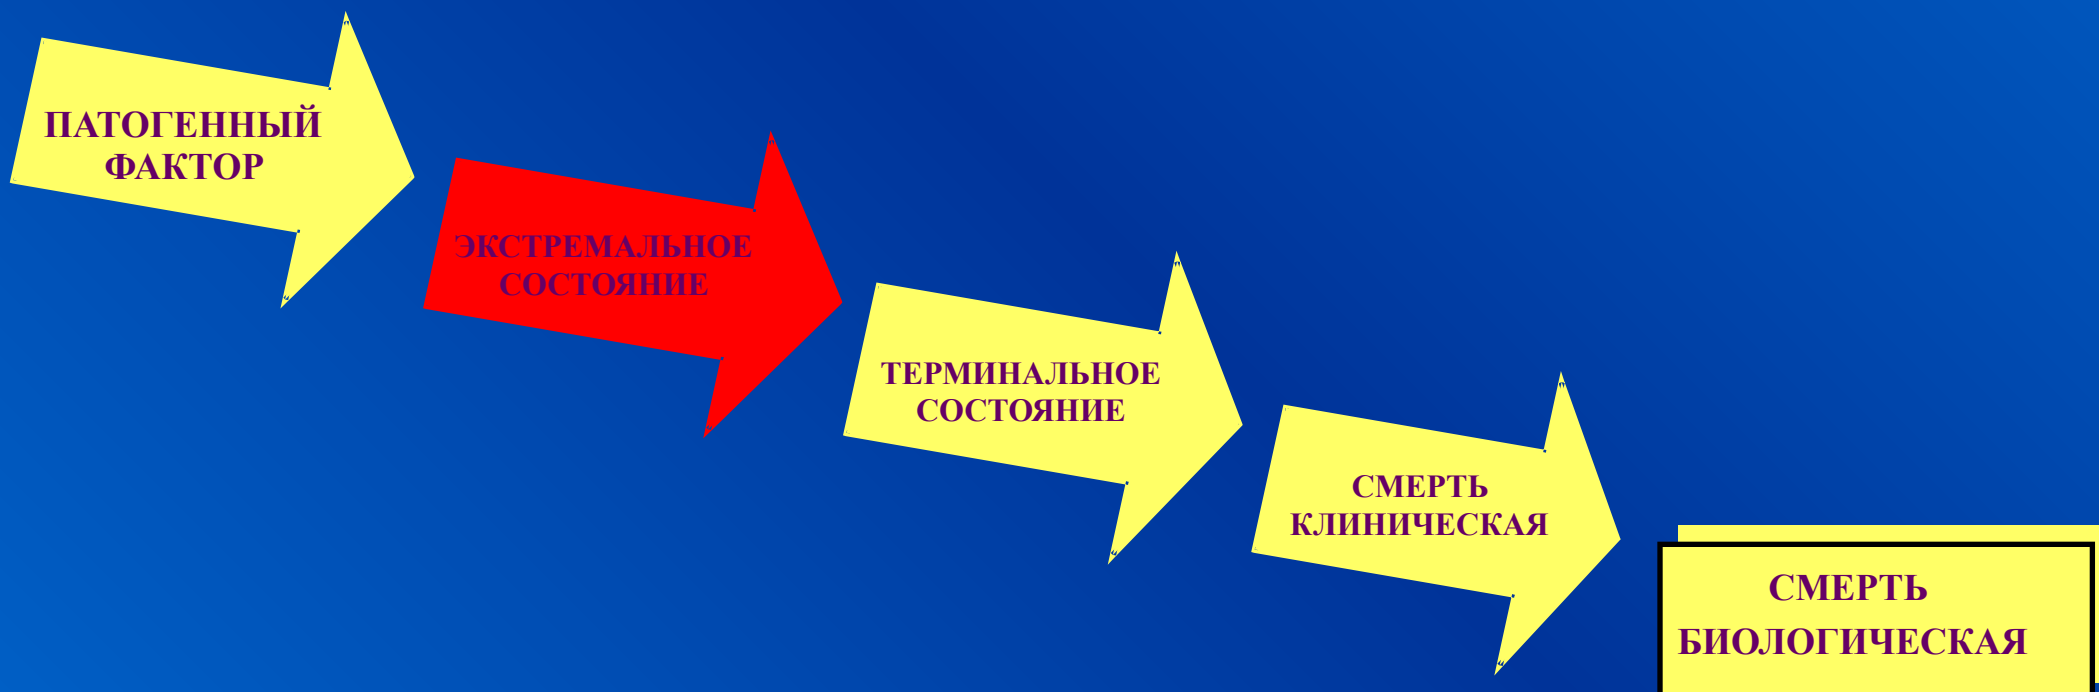 ПАТОГЕННЫЙ
ФАКТОР
ЭКСТРЕМАЛЬНОЕ
СОСТОЯНИЕ
ТЕРМИНАЛЬНОЕ
СОСТОЯНИЕ
СМЕРТЬ
КЛИНИЧЕСКАЯ
СМЕРТЬ
БИОЛОГИЧЕСКАЯ